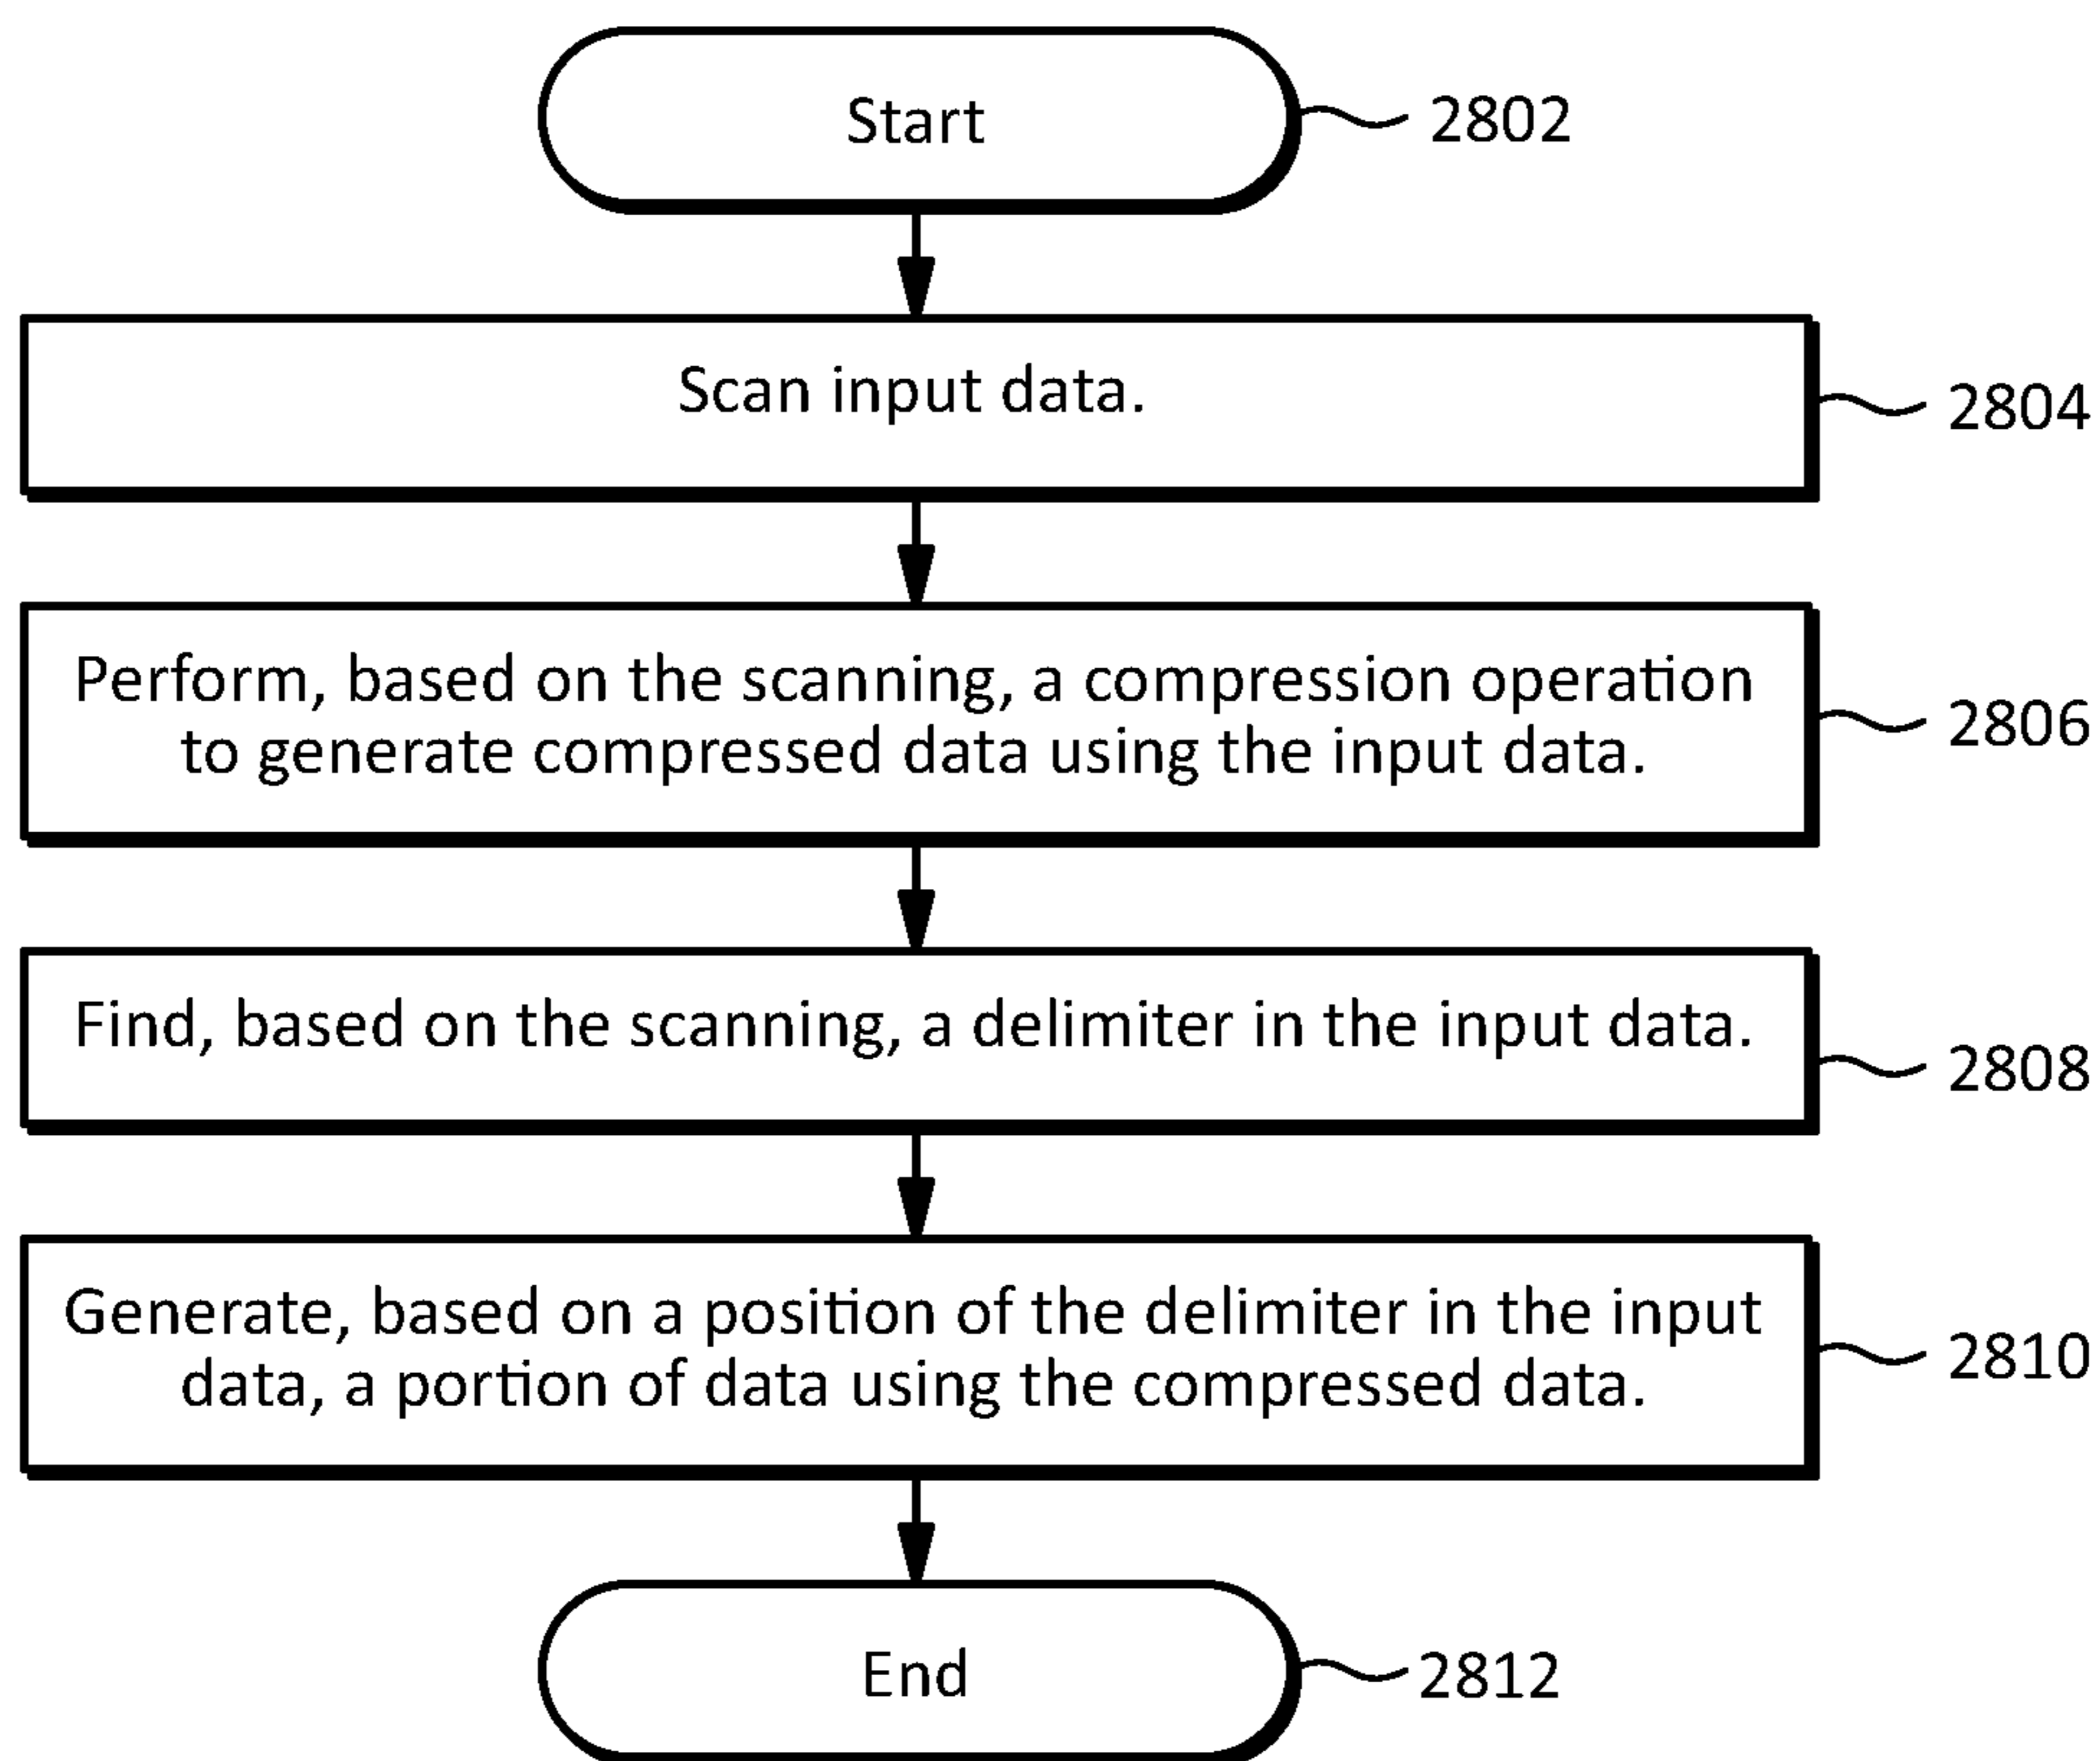 Start
2802
Scan input data.
2804
Perform, based on the scanning, a compression operation
to generate compressed data using the input data.
2806
Find, based on the scanning, a delimiter in the input data.
2808
Generate, based on a position of the delimiter in the input
data, a portion of data using the compressed data.
2810
End
2812